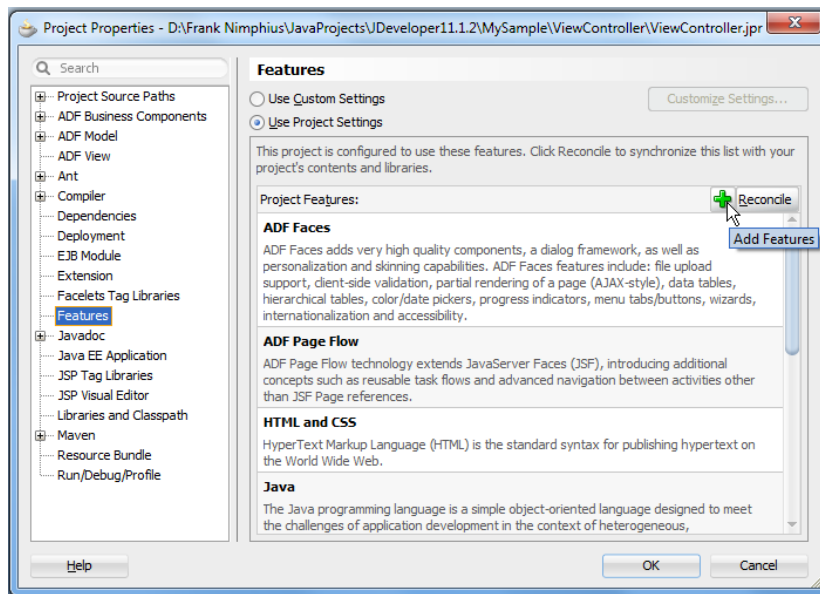 Project Properties - D:\Frank Nimphius\JavaProjects\JDeveloper11.1.2\MySample\ViewController\ViewController.jpr
Search
Project Source Paths
ADF Business Components
ADF Model
ADF View
Ant
Compiler
Dependencies
Deployment
EJB Module
Extension
Facelets Tag Libraries
Features
Javadoc
Java EE Application
JSP Tag Libraries
JSP Visual Editor
Libraries and Classpath
Maven
Resource Bundle
Run/Debug/Profile
Features
Use Custom Settings
Customize Settings...
Use Project Settings
This project is configured to use these features. Click Reconcile to synchronize this list with your
project's contents and libraries.
Project Features:
Reconcile
Add Features
ADF Faces
ADF Faces adds very high quality components, a dialog framework, as well as
personalization and skinning capabilities. ADF Faces features include: file upload
support, client-side validation, partial rendering of a page (AJAX-style), data tables,
hierarchical tables, color/date pickers, progress indicators, menu tabs/buttons, wizards,
internationalization and accessibility.
ADF Page Flow
ADF Page Flow technology extends JavaServer Faces (JSF), introducing additional
concepts such as reusable task flows and advanced navigation between activities other
than JSF Page references.
HTML and CSS
HyperText Markup Language (HTML) is the standard syntax for publishing hypertext on
the World Wide Web.
Java
The Java programming language is a simple object-oriented language designed to meet
the challenges of application development in the context of heterogeneous,
Help
OK
Cancel